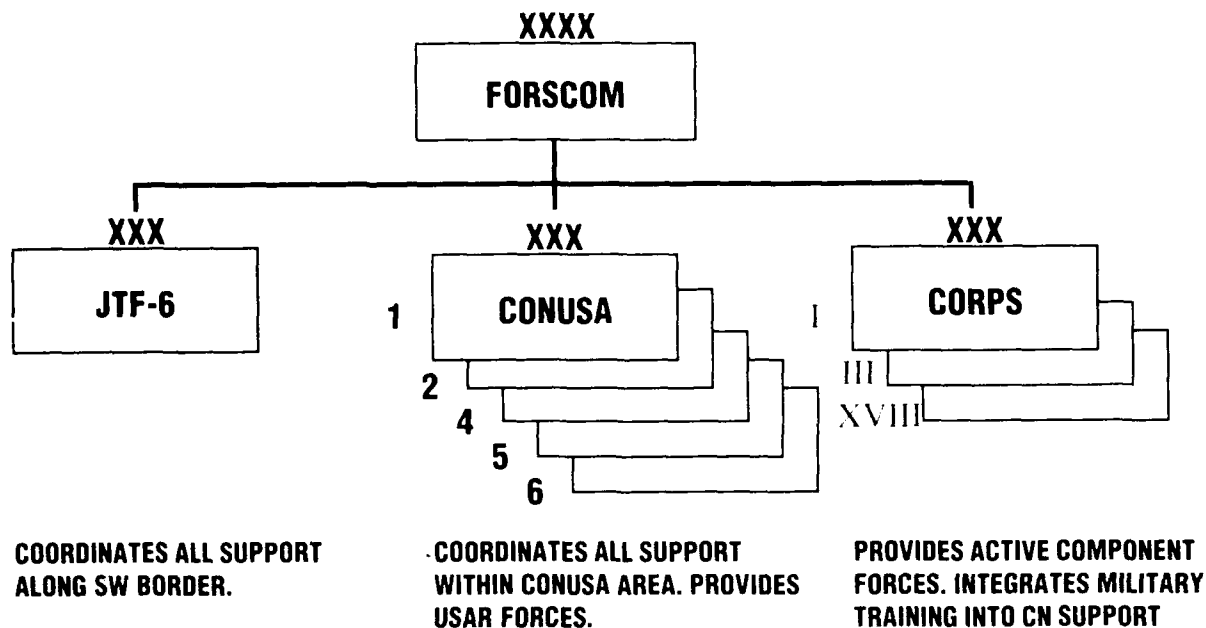 XXXX
FORSCOM
XXX
JTF-6
XXX
CONUSA
1
2
4
5
6
XXX
CORPS
I
III
XVIII
COORDINATES ALL SUPPORT
ALONG SW BORDER.
COORDINATES ALL SUPPORT
WITHIN CONUSA AREA. PROVIDES
USAR FORCES.
PROVIDES ACTIVE COMPONENT
FORCES. INTEGRATES MILITARY
TRAINING INTO CN SUPPORT